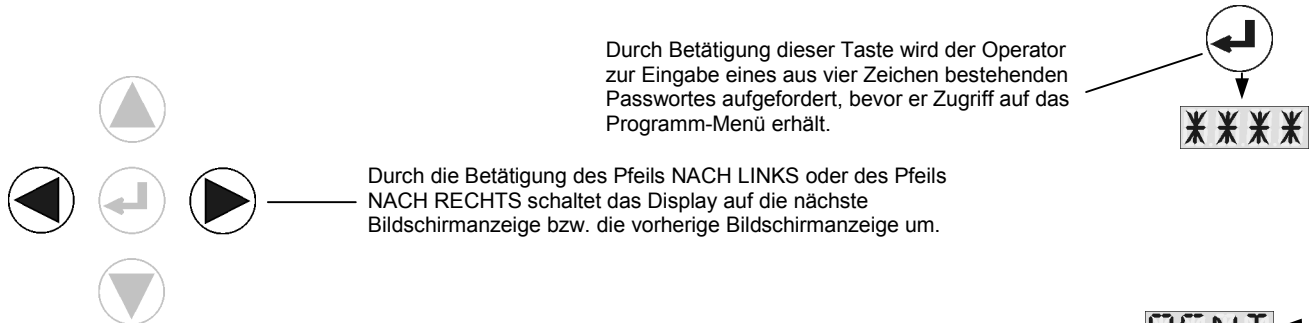 Durch Betätigung dieser Taste wird der Operator
zur Eingabe eines aus vier Zeichen bestehenden
Passwortes aufgefordert, bevor er Zugriff auf das
Programm-Menü erhält.
****
Durch die Betätigung des Pfeils NACH LINKS oder des Pfeils
NACH RECHTS schaltet das Display auf die nächste
Bildschirmanzeige bzw. die vorherige Bildschirmanzeige um.